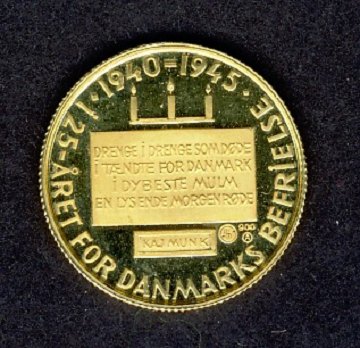 · 1940=1945 ·
I 25-ÅRET FOR DANMARKS BEFRIELSE
DRENGE I DRENGE SOM DØDE
I TÆNDTE FOR DANMARK
I DYBESTE MULM
EN LYSENDE MORGENRØDE
KAJ MUNK
900